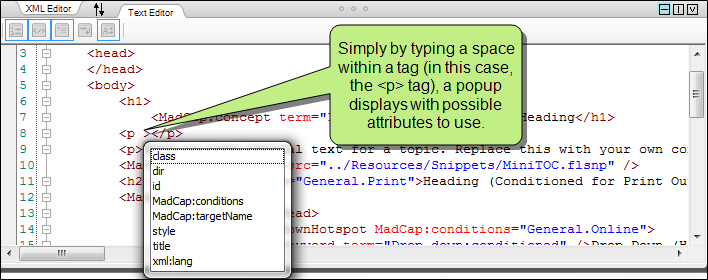 XML Editor
Text Editor
3 <head>
4 </head>
5 <body>
6 <h1>
7 <MadCap:concept term= Heading</h1>
8 <p ></p>
9 <p> al text for a topic. Replace this with your own con
10 <Mad rc="../Resources/Snippets/MiniTOC.flsnp" />
11 <h2 ="General.Print">Heading (Conditioned for Print Ou
12 <Ma
13 ead>
14 ownHotspot MadCap:conditions="General.Online">
Simply by typing a space
within a tag (in this case,
the <p> tag), a popup
displays with possible
attributes to use.
class
dir
id
MadCap:conditions
MadCap:targetName
style
title
xml:lang